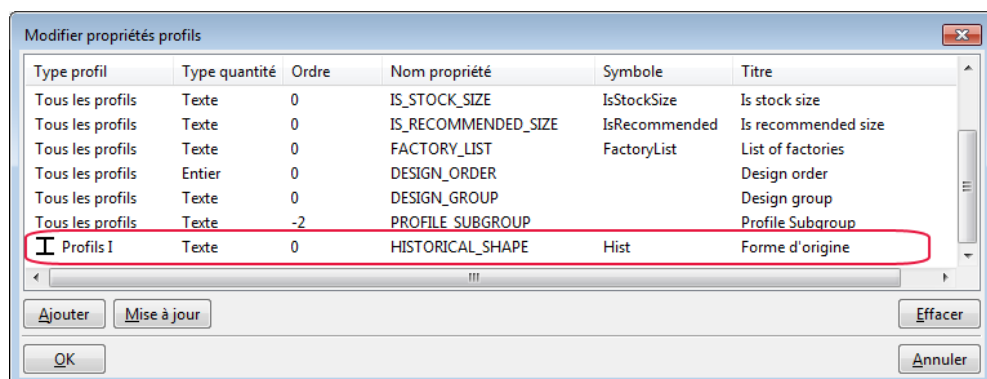 Modifier propriétés profils
Type profil Type quantité Ordre Nom propriété Symbole Titre
Tous les profils Texte 0 IS_STOCK_SIZE IsStockSize Is stock size
Tous les profils Texte 0 IS_RECOMMENDED_SIZE IsRecommended Is recommended size
Tous les profils Texte 0 FACTORY_LIST FactoryList List of factories
Tous les profils Entier 0 DESIGN_ORDER Design order
Tous les profils Texte 0 DESIGN_GROUP Design group
Tous les profils Texte -2 PROFILE_SUBGROUP Profile Subgroup
Profils I Texte 0 HISTORICAL_SHAPE Hist Forme d'origine
Ajouter Mise à jour Effacer
OK Annuler